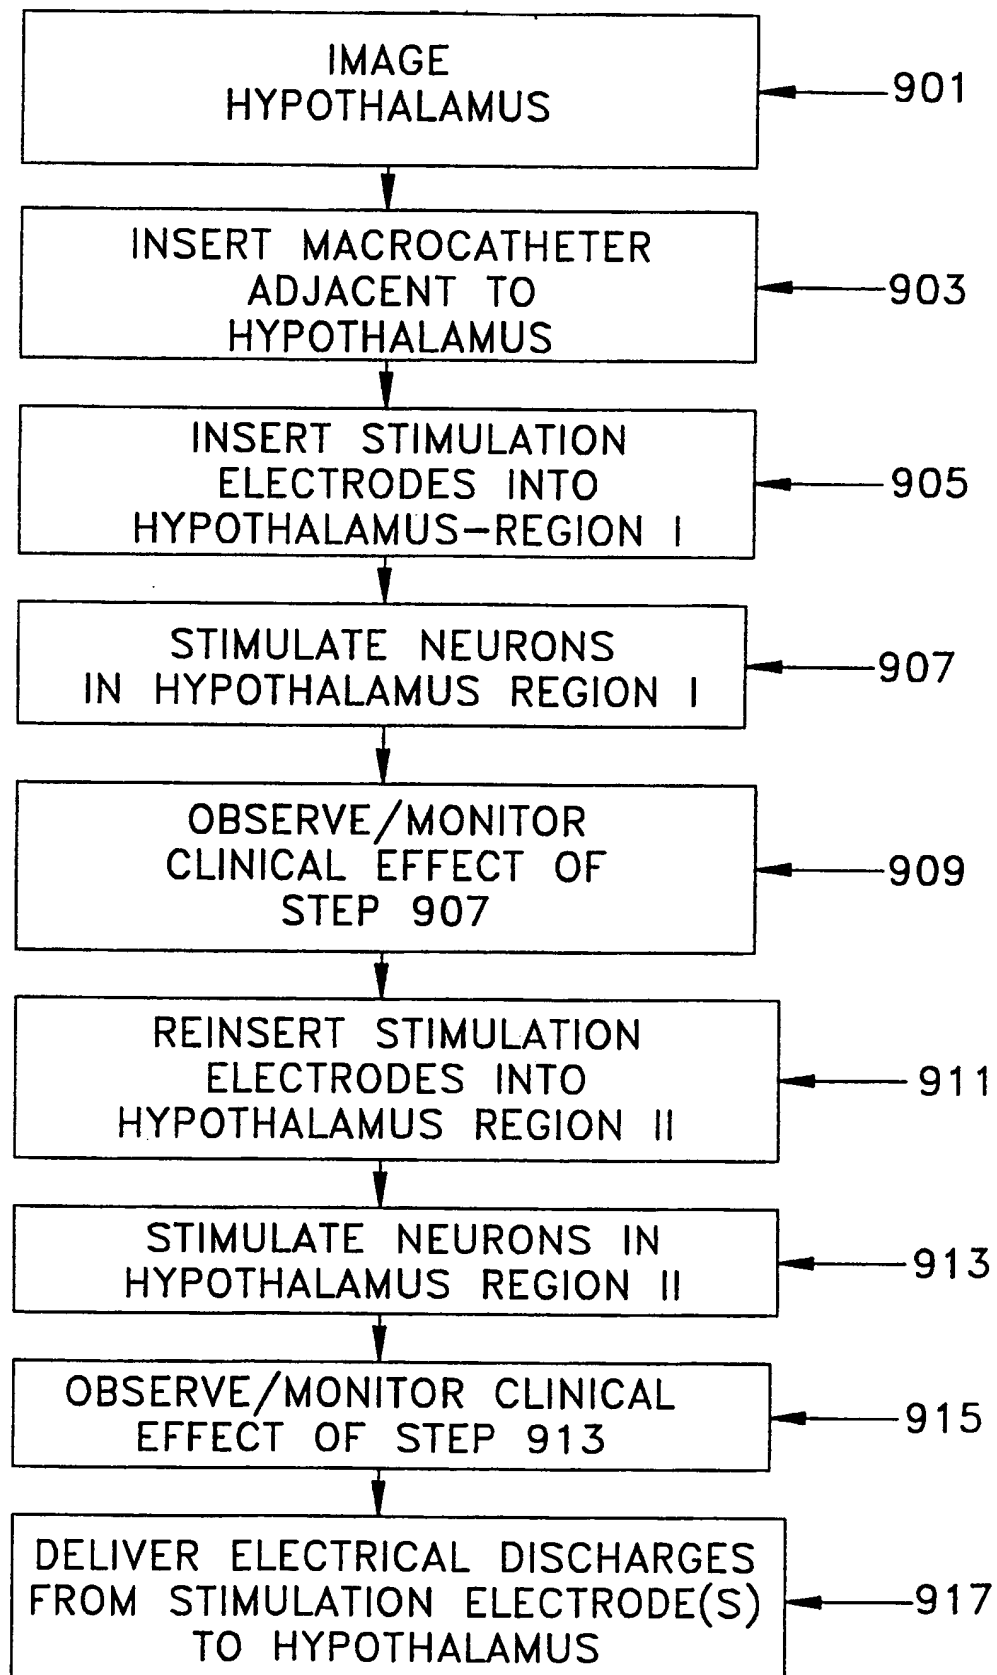 IMAGE
HYPOTHALAMUS
901
INSERT MACROCATHETER
ADJACENT TO
HYPOTHALAMUS
903
INSERT STIMULATION
ELECTRODES INTO
HYPOTHALAMUS-REGION I
905
STIMULATE NEURONS
IN HYPOTHALAMUS REGION I
907
OBSERVE/MONITOR
CLINICAL EFFECT OF
STEP 907
909
REINSERT STIMULATION
ELECTRODES INTO
HYPOTHALAMUS REGION II
911
STIMULATE NEURONS IN
HYPOTHALAMUS REGION II
913
OBSERVE/MONITOR CLINICAL
EFFECT OF STEP 913
915
DELIVER ELECTRICAL DISCHARGES
FROM STIMULATION ELECTRODE(S)
TO HYPOTHALAMUS
917